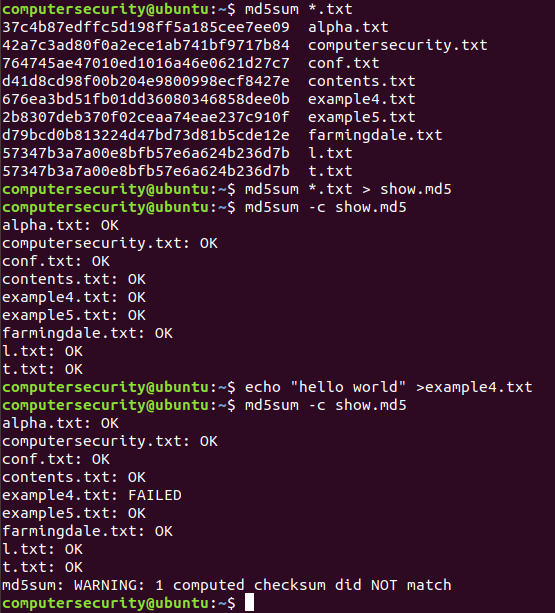 computersecurity@ubuntu:~$ md5sum *.txt
37c4b87edffc5d198ff5a185cee7ee09  alpha.txt
42a7c3ad80f0a2ece1ab741bf9717b84  computersecurity.txt
764745ae47010ed1016a46e0621d27c7  conf.txt
d41d8cd98f00b204e9800998ecf8427e  contents.txt
676ea3bd51fb01dd36080346858dee0b  example4.txt
2b8307deb370f02ceaa74eae237c910f  example5.txt
d79bcd0b813224d47bd73d81b5cde12e  farmingdale.txt
57347b3a7a00e8bfb57e6a624b236d7b  l.txt
57347b3a7a00e8bfb57e6a624b236d7b  t.txt
computersecurity@ubuntu:~$ md5sum *.txt > show.md5
computersecurity@ubuntu:~$ md5sum -c show.md5
alpha.txt: OK
computersecurity.txt: OK
conf.txt: OK
contents.txt: OK
example4.txt: OK
example5.txt: OK
farmingdale.txt: OK
l.txt: OK
t.txt: OK
computersecurity@ubuntu:~$ echo "hello world" >example4.txt
computersecurity@ubuntu:~$ md5sum -c show.md5
alpha.txt: OK
computersecurity.txt: OK
conf.txt: OK
contents.txt: OK
example4.txt: FAILED
example5.txt: OK
farmingdale.txt: OK
l.txt: OK
t.txt: OK
md5sum: WARNING: 1 computed checksum did NOT match
computersecurity@ubuntu:~$